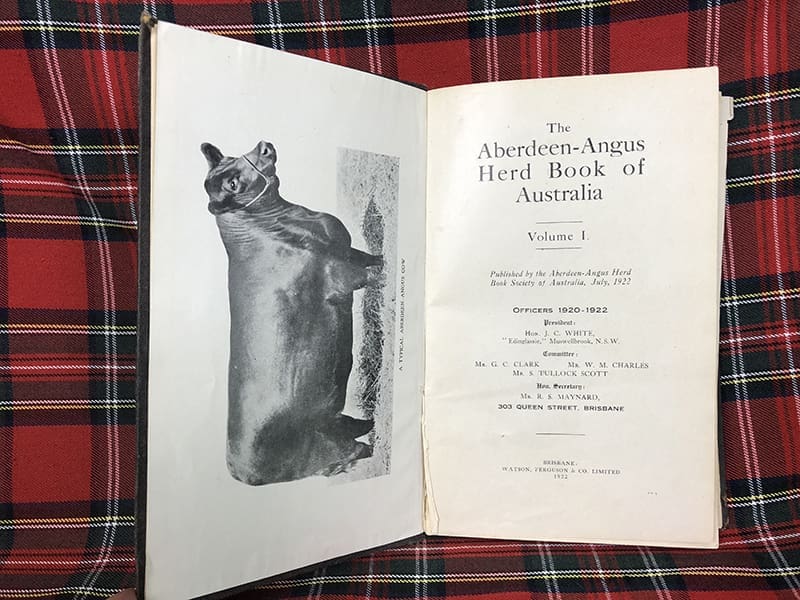 A TYPICAL ABERDEEN-ANGUS COW
The
Aberdeen-Angus
Herd Book of
Australia
Volume I.
Published by the Aberdeen-Angus Herd
Book Society of Australia, July, 1922
OFFICERS 1920-1922
President:
HON. J. C. WHITE,
"Edinglassie," Muswellbrook, N.S.W.
Committee:
MR. G. C. CLARK MR. W. M. CHARLES
MR. S. TULLOCK SCOTT
Hon. Secretary:
MR. R. S. MAYNARD,
303 QUEEN STREET, BRISBANE
BRISBANE:
WATSON, FERGUSON & CO. LIMITED
1922